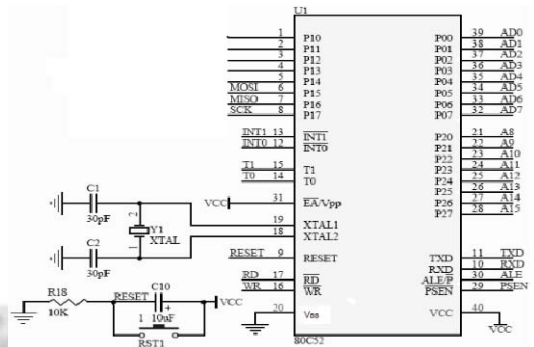 U1
1 P10 P00 39 AD0
2 P11 P01 38 AD1
3 P12 P02 37 AD2
4 P13 P03 36 AD3
5 P14 P04 35 AD4
MOSI 6 P15 P05 34 AD5
MISO 7 P16 P06 33 AD6
SCK 8 P17 P07 32 AD7
INT1 13 INT1 P20 21 A8
INT0 12 INT0 P21 22 A9
P22 23 A10
T1 15 T1 P23 24 A11
T0 14 T0 P24 25 A12
P25 26 A13
VCC 31 EA/Vpp P26 27 A14
P27 28 A15
C1
30pF
2
Y1
XTAL
1
19 XTAL1
18 XTAL2
C2
30pF
RESET 9 RESET TXD 11 TXD
RXD 10 RXD
RD 17 RD ALE/P 30 ALE
WR 16 WR PSEN 29 PSEN
20 Vss VCC 40 VCC
80C52
R18
10K
RESET
C10
+
10uF
VCC
1
RST1